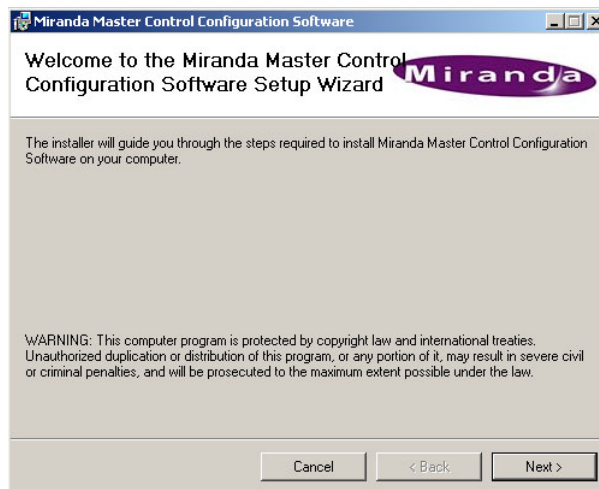 Miranda Master Control Configuration Software
Welcome to the Miranda Master Control
Configuration Software Setup Wizard
Miranda
The installer will guide you through the steps required to install Miranda Master Control Configuration
Software on your computer.
WARNING: This computer program is protected by copyright law and international treaties.
Unauthorized duplication or distribution of this program, or any portion of it, may result in severe civil
or criminal penalties, and will be prosecuted to the maximum extent possible under the law.
Cancel
< Back
Next >